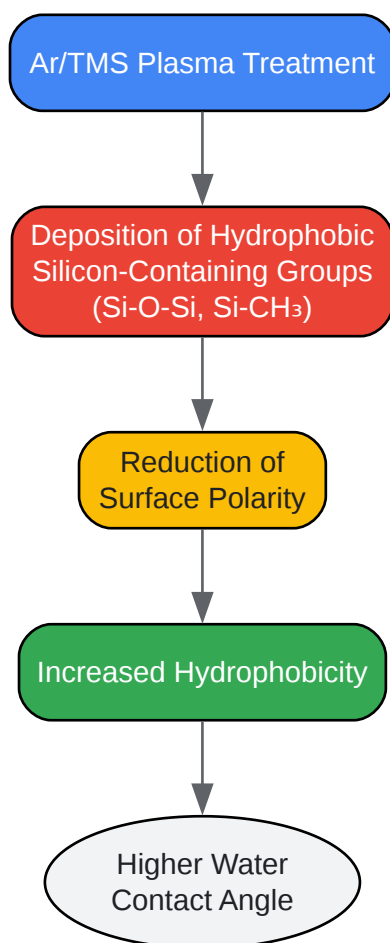 Ar/TMS Plasma Treatment
Deposition of Hydrophobic
Silicon-Containing Groups
(Si-O-Si, Si-CH₃)
Reduction of
Surface Polarity
Increased Hydrophobicity
Higher Water
Contact Angle